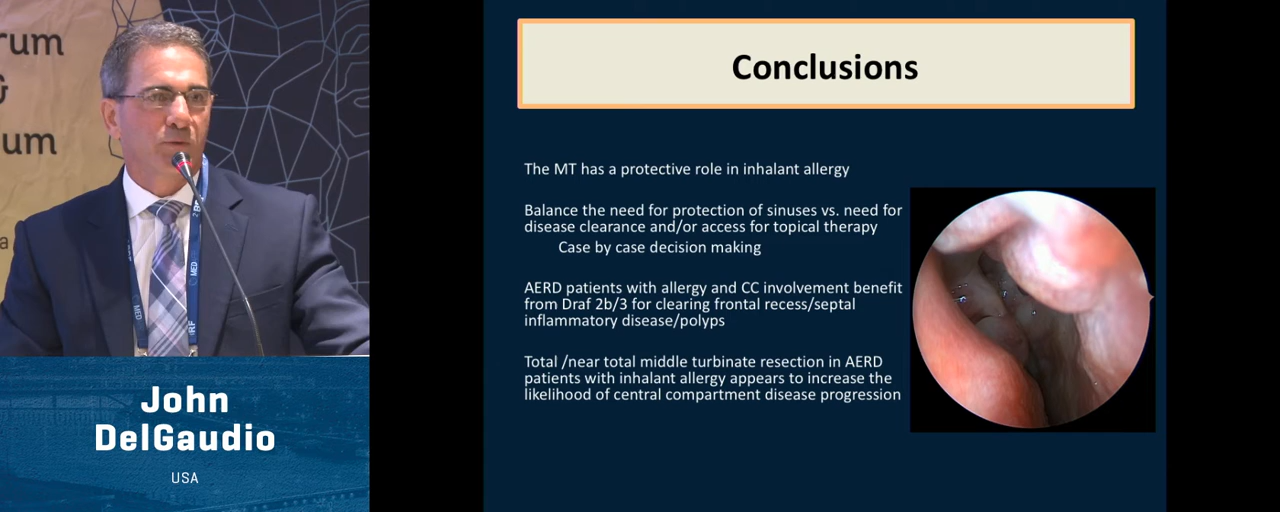 rum
&
um
a
MED
MED
RF
John
DelGaudio
USA
Conclusions
The MT has a protective role in inhalant allergy
Balance the need for protection of sinuses vs. need for
disease clearance and/or access for topical therapy
Case by case decision making
AERD patients with allergy and CC involvement benefit
from Draf 2b/3 for clearing frontal recess/septal
inflammatory disease/polyps
Total /near total middle turbinate resection in AERD
patients with inhalant allergy appears to increase the
likelihood of central compartment disease progression